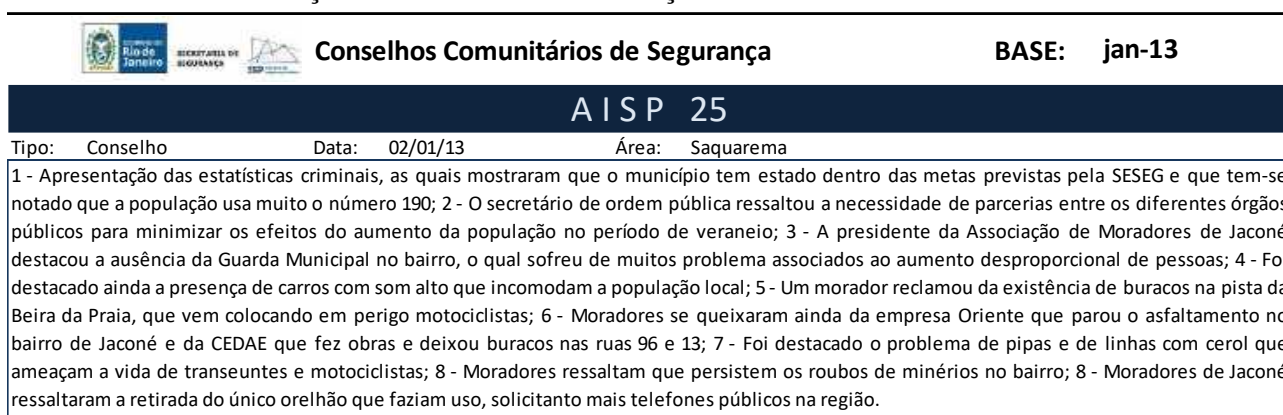 Rio de
Janeiro
SECRETARIA DE
SEGURANÇA
Conselhos Comunitários de Segurança BASE: jan-13
AISP 25
Tipo: Conselho Data: 02/01/13 Área: Saquarema
1 - Apresentação das estatísticas criminais, as quais mostraram que o município tem estado dentro das metas previstas pela SESEG e que tem-se
notado que a população usa muito o número 190; 2 - O secretário de ordem pública ressaltou a necessidade de parcerias entre os diferentes órgãos
públicos para minimizar os efeitos do aumento da população no período de veraneio; 3 - A presidente da Associação de Moradores de Jaconé
destacou a ausência da Guarda Municipal no bairro, o qual sofreu de muitos problema associados ao aumento desproporcional de pessoas; 4 - Fo
destacado ainda a presença de carros com som alto que incomodam a população local; 5 - Um morador reclamou da existência de buracos na pista da
Beira da Praia, que vem colocando em perigo motociclistas; 6 - Moradores se queixaram ainda da empresa Oriente que parou o asfaltamento no
bairro de Jaconé e da CEDAE que fez obras e deixou buracos nas ruas 96 e 13; 7 - Foi destacado o problema de pipas e de linhas com cerol que
ameaçam a vida de transeuntes e motociclistas; 8 - Moradores ressaltam que persistem os roubos de minérios no bairro; 8 - Moradores de Jaconé
ressaltaram a retirada do único orelhão que faziam uso, solicitanto mais telefones públicos na região.